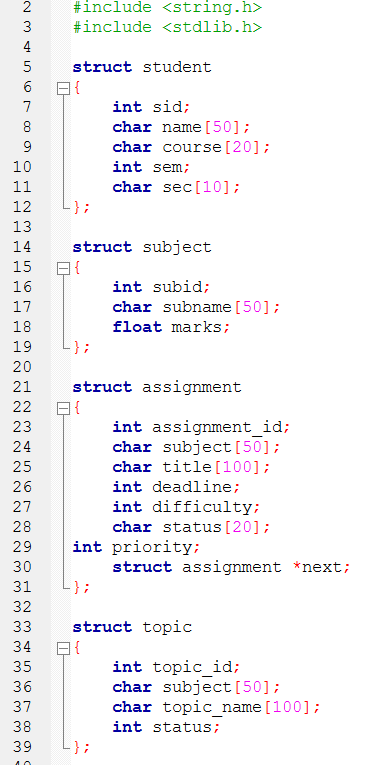 2 #include <string.h>
3 #include <stdlib.h>
4
5 struct student
6 {
7     int sid;
8     char name[50];
9     char course[20];
10     int sem;
11     char sec[10];
12 };
13
14 struct subject
15 {
16     int subid;
17     char subname[50];
18     float marks;
19 };
20
21 struct assignment
22 {
23     int assignment_id;
24     char subject[50];
25     char title[100];
26     int deadline;
27     int difficulty;
28     char status[20];
29 int priority;
30     struct assignment *next;
31 };
32
33 struct topic
34 {
35     int topic_id;
36     char subject[50];
37     char topic_name[100];
38     int status;
39 };